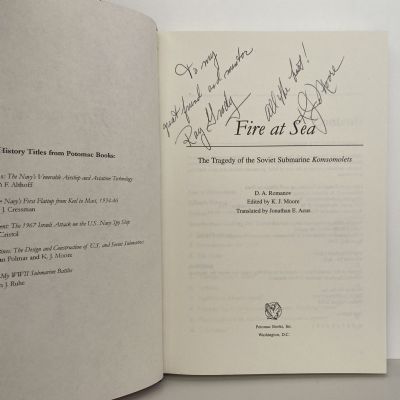 History Titles from Potomac Books:
The Navy's Venerable Airship and Aviation Technology
F. Althoff
Navy's First Flattop from Keel to Mast, 1934-46
J. Cressman
The 1967 Israeli Attack on the U.S. Navy Spy Ship
Cristol
The Design and Construction of U.S. and Soviet Submarines
Polmar and K. J. Moore
My WWII Submarine Battles
J. Ruhe
To my
great friend and mentor
Ray
All the best!
Moore
Fire at Sea
The Tragedy of the Soviet Submarine Komsomolets
D. A. Romanov
Edited by K. J. Moore
Translated by Jonathan E. Acus
Potomac Books, Inc.
Washington, D.C.